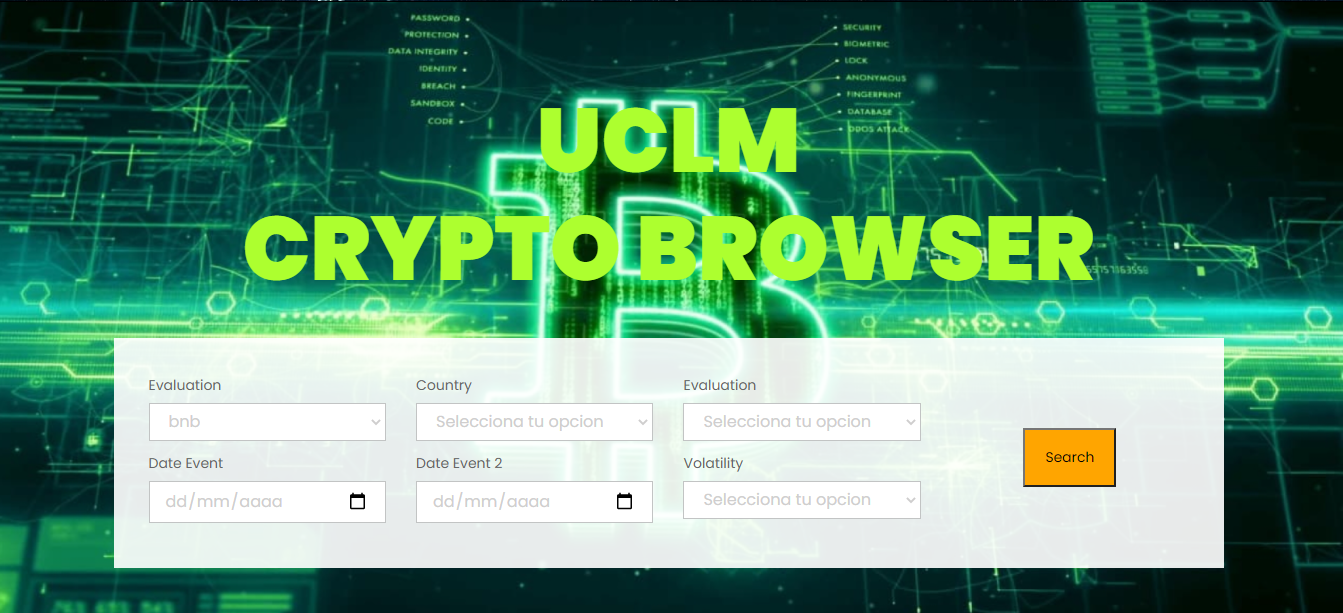 PASSWORD
PROTECTION
DATA INTEGRITY
IDENTITY
BREACH
SANDBOX
CODE
SECURITY
BIOMETRIC
LOCK
ANONYMOUS
FINGERPRINT
DATABASE
DDOS ATTACK
UCLM
CRYPTO BROWSER
Evaluation
Country
Evaluation
bnb
Selecciona tu opcion
Selecciona tu opcion
Date Event
Date Event 2
Volatility
dd/mm/aaaa
dd/mm/aaaa
Selecciona tu opcion
Search